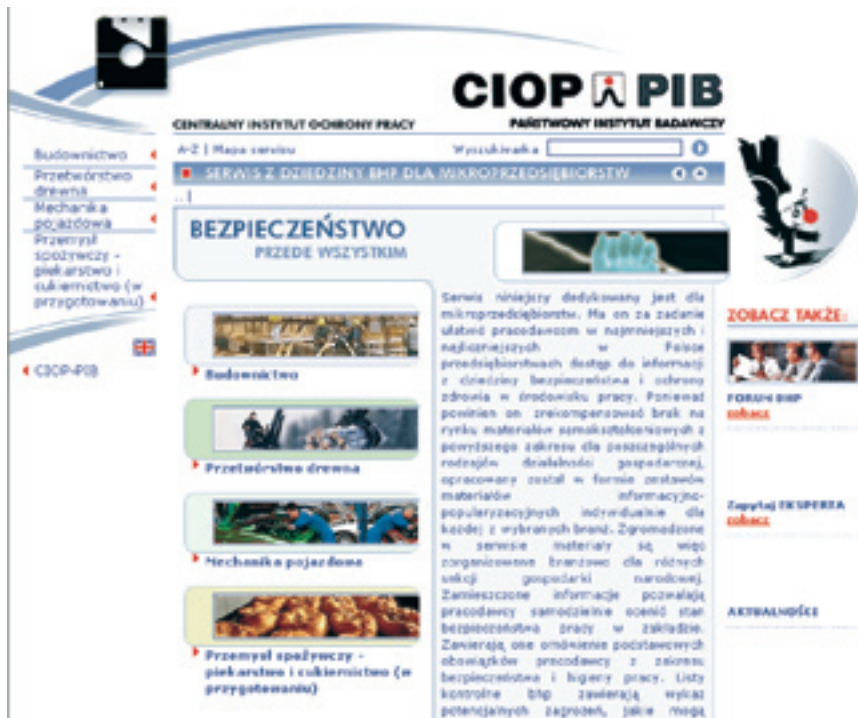 CIOP PIB
CENTRALNY INSTYTUT OCHRONY PRACY
PAŃSTWOWY INSTYTUT BADAWCZY
A-Z | Mapa serwisu
Wyszukiwarka
SERWIS Z DZIEDZINY BHP DLA MIKROPRZEDSIĘBIORSTW
.. |
Budownictwo
Przetwórstwo
drewna
Mechanika
pojazdowa
Przemysł
spożywczy -
piekarstwo i
cukiernictwo (w
przygotowaniu)
CIOP-PIB
BEZPIECZEŃSTWO
PRZEDE WSZYSTKIM
Budownictwo
Przetwórstwo drewna
Mechanika pojazdowa
Przemysł spożywczy -
piekarstwo i cukiernictwo (w
przygotowaniu)
Serwis niniejszy dedykowany jest dla
mikroprzedsiębiorstw. Ma on za zadanie
ułatwić pracodawcom w najmniejszych i
najliczniejszych w Polsce
przedsiębiorstwach dostęp do informacji
z dziedziny bezpieczeństwa i ochrony
zdrowia w środowisku pracy. Ponieważ
powinien on zrekompensować brak na
rynku materiałów samokształceniowych z
powyższego zakresu dla poszczególnych
rodzajów działalności gospodarczej,
opracowany został w formie zestawów
materiałów informacyjno-
popularyzacyjnych indywidualnie dla
każdej z wybranych branż. Zgromadzone
w serwisie materiały są więc
zorganizowane branżowo dla różnych
sekcji gospodarki narodowej.
Zamieszczone informacje pozwalają
pracodawcy samodzielnie ocenić stan
bezpieczeństwa pracy w zakładzie.
Zawierają one omówienie podstawowych
obowiązków pracodawcy z zakresu
bezpieczeństwa i higieny pracy. Listy
kontrolne bhp zawierają wykaz
potencjalnych zagrożeń, jakie mogą
ZOBACZ TAKŻE:
FORUM BHP
zobacz
Zapytaj EKSPERTA
zobacz
AKTUALNOŚCI